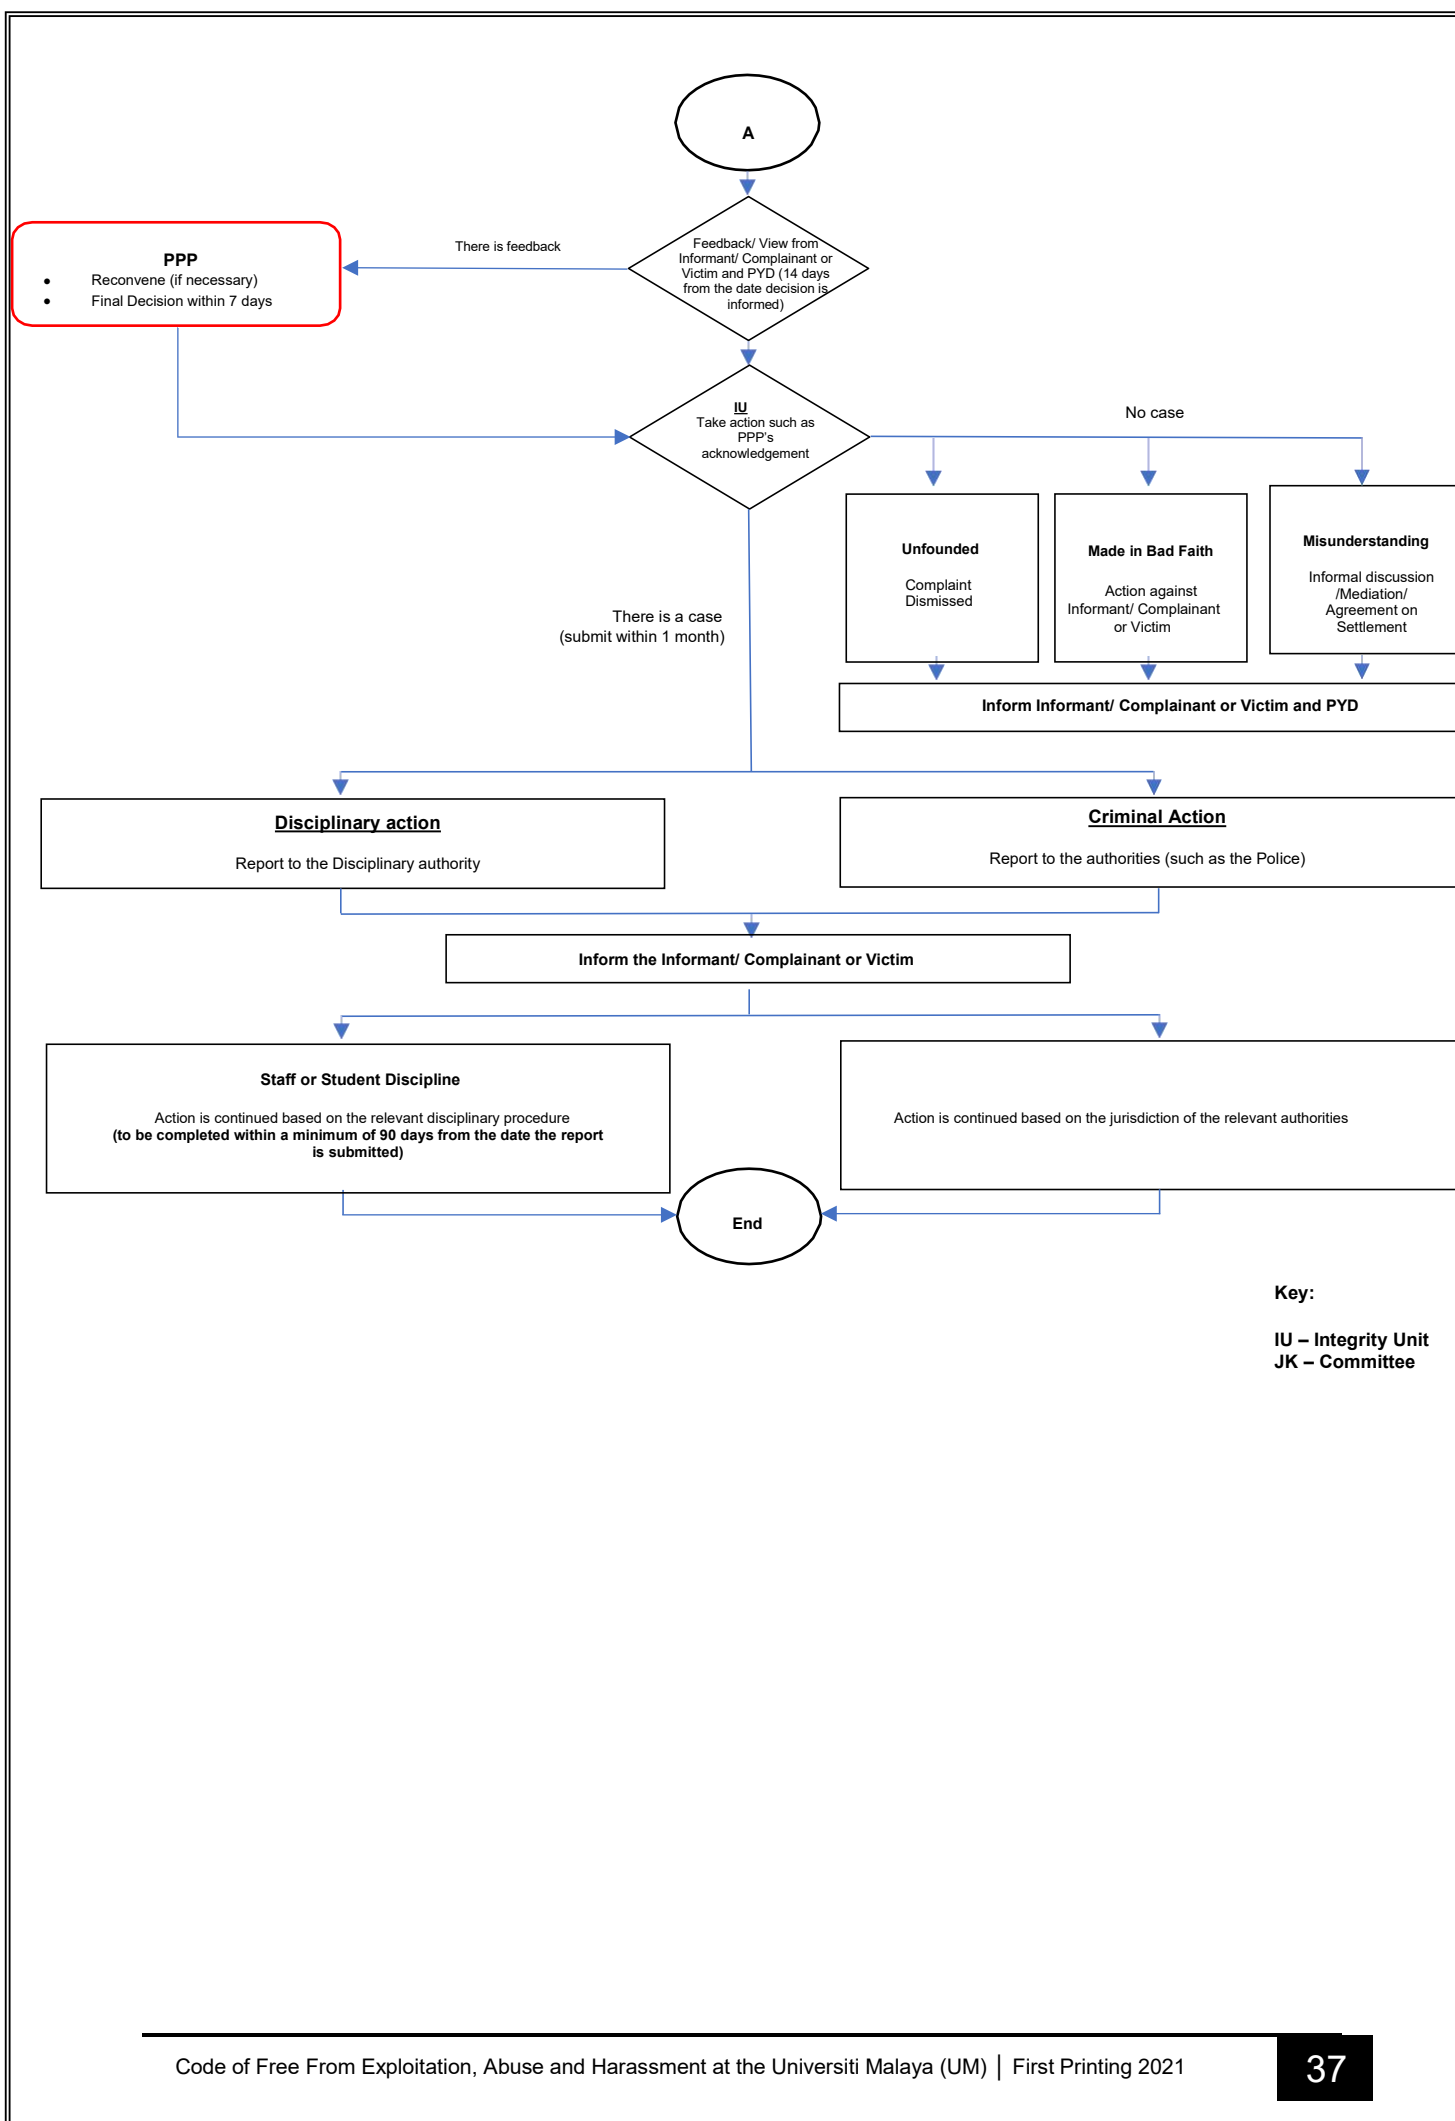 A
Feedback/ View from
Informant/ Complainant or
Victim and PYD (14 days
from the date decision is
informed)
There is feedback
PPP
• Reconvene (if necessary)
• Final Decision within 7 days
IU
Take action such as
PPP's
acknowledgement
No case
Unfounded
Complaint
Dismissed
Made in Bad Faith
Action against
Informant/ Complainant
or Victim
Misunderstanding
Informal discussion
/Mediation/
Agreement on
Settlement
There is a case
(submit within 1 month)
Inform Informant/ Complainant or Victim and PYD
Disciplinary action
Report to the Disciplinary authority
Criminal Action
Report to the authorities (such as the Police)
Inform the Informant/ Complainant or Victim
Staff or Student Discipline
Action is continued based on the relevant disciplinary procedure
(to be completed within a minimum of 90 days from the date the report
is submitted)
Action is continued based on the jurisdiction of the relevant authorities
End
Key:
IU – Integrity Unit
JK – Committee
Code of Free From Exploitation, Abuse and Harassment at the Universiti Malaya (UM) │ First Printing 2021
37